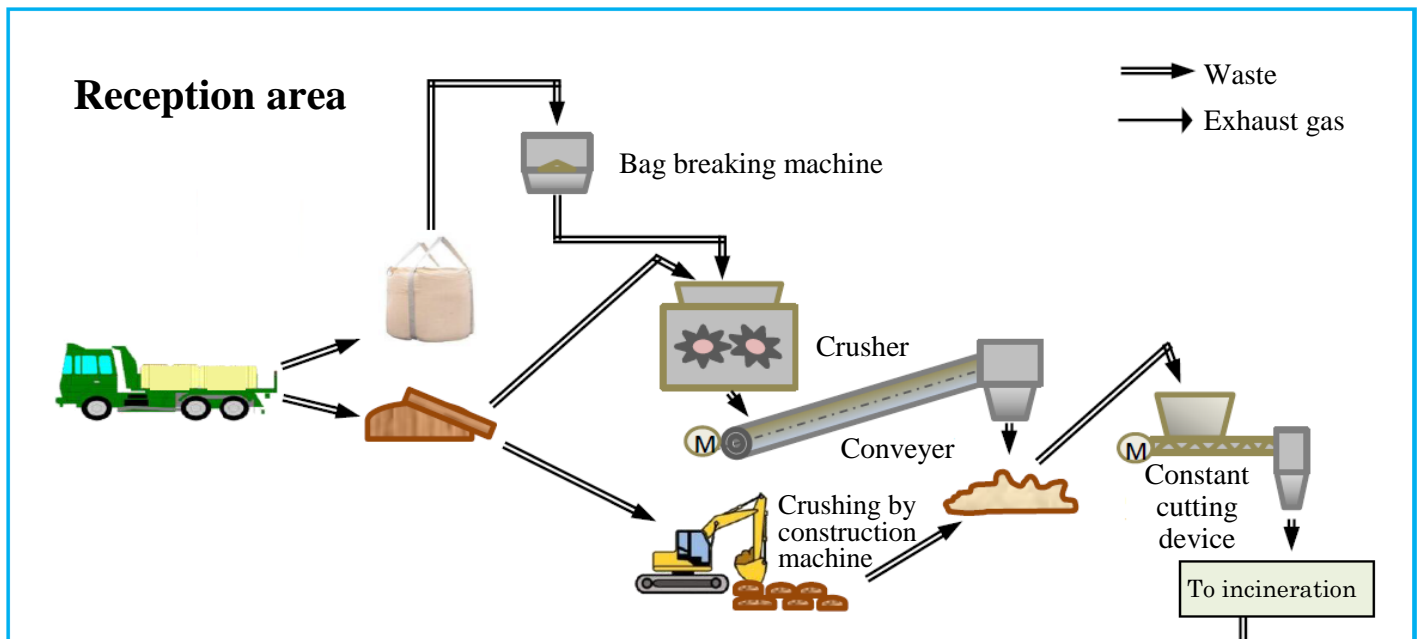 Reception area
Waste
Exhaust gas
Bag breaking machine
Crusher
M
Conveyer
M
Constant
cutting
device
Crushing by
construction
machine
To incineration